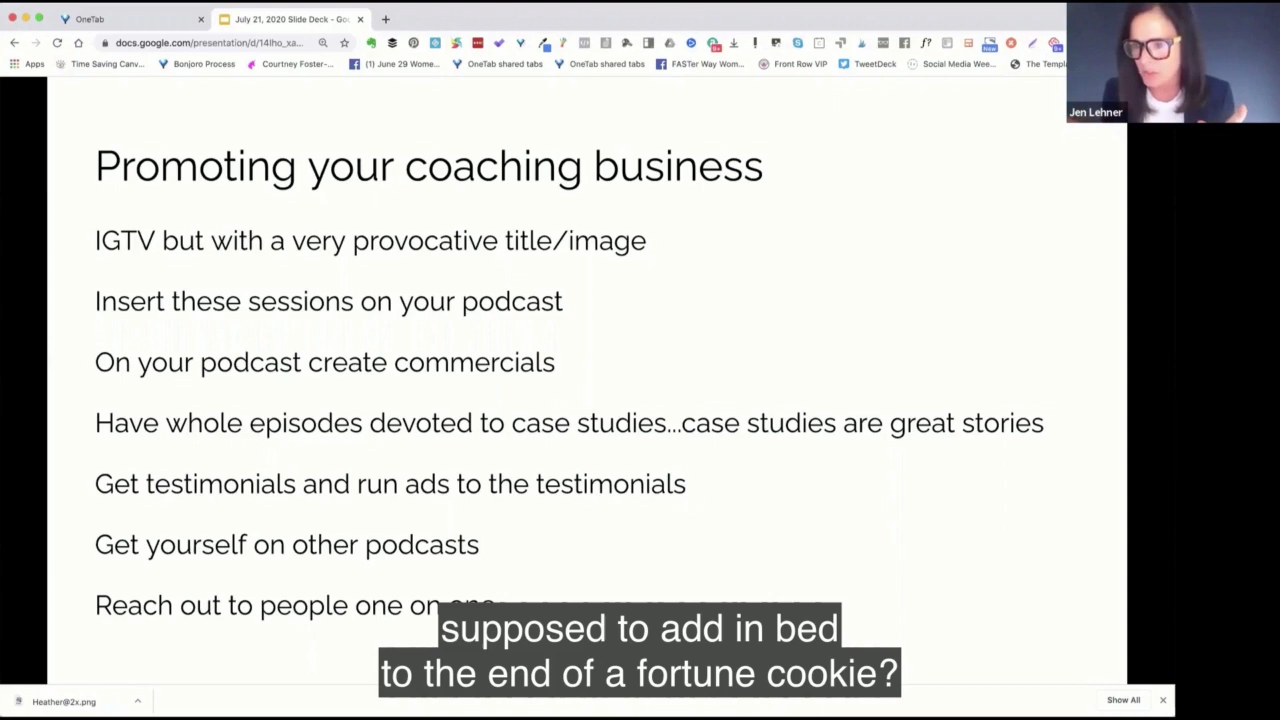 OneTab
July 21, 2020 Slide Deck - Go
docs.google.com/presentation/d/14lho_xa...
Apps
Time Saving Canv...
Bonjoro Process
Courtney Foster-...
(1) June 29 Wome...
OneTab shared tabs
OneTab shared tabs
FASTer Way Wom...
Front Row VIP
TweetDeck
Social Media Wee...
The Templ
Jen Lehner
Promoting your coaching business
IGTV but with a very provocative title/image
Insert these sessions on your podcast
On your podcast create commercials
Have whole episodes devoted to case studies...case studies are great stories
Get testimonials and run ads to the testimonials
Get yourself on other podcasts
Reach out to people one on
supposed to add in bed
to the end of a fortune cookie?
Heather@2x.png
Show All